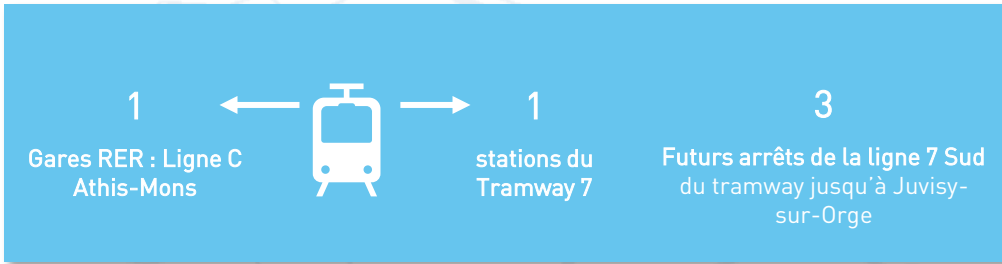 1
Gares RER : Ligne C
Athis-Mons
1
stations du
Tramway 7
3
Futurs arrêts de la ligne 7 Sud
du tramway jusqu'à Juvisy-
sur-Orge